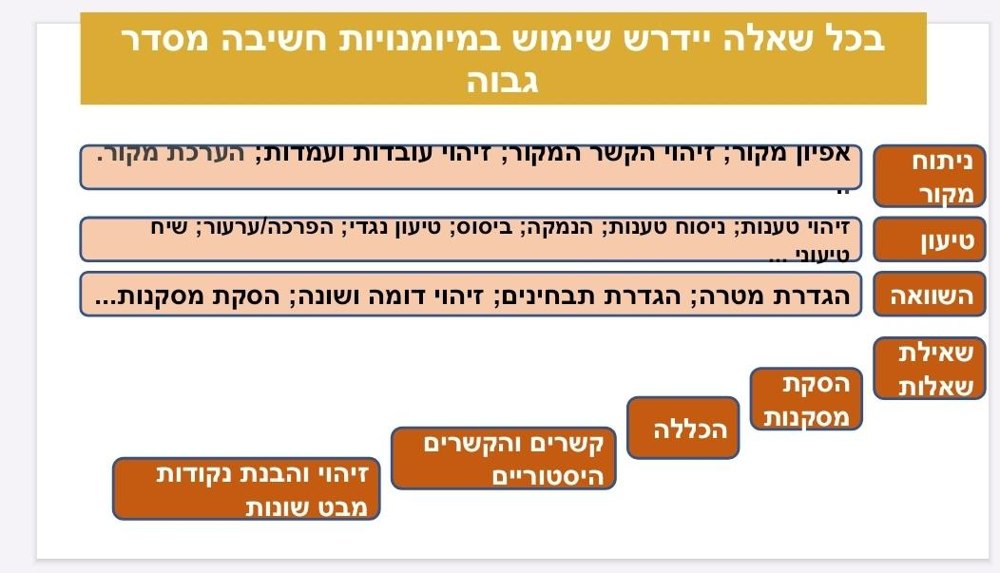 בכל שאלה יידרש שימוש במיומנויות חשיבה מסדר
גבוה
ניתוח
מקור
אפיון מקור; זיהוי הקשר המקור; זיהוי עובדות ועמדות; הערכת מקור.
..
טיעון
זיהוי טענות; ניסוח טענות; הנמקה; ביסוס; טיעון נגדי; הפרכה/ערעור; שיח
טיעוני ...
השוואה
הגדרת מטרה; הגדרת תבחינים; זיהוי דומה ושונה; הסקת מסקנות...
שאילת
שאלות
הסקת
מסקנות
הכללה
קשרים והקשרים
היסטוריים
זיהוי והבנת נקודות
מבט שונות